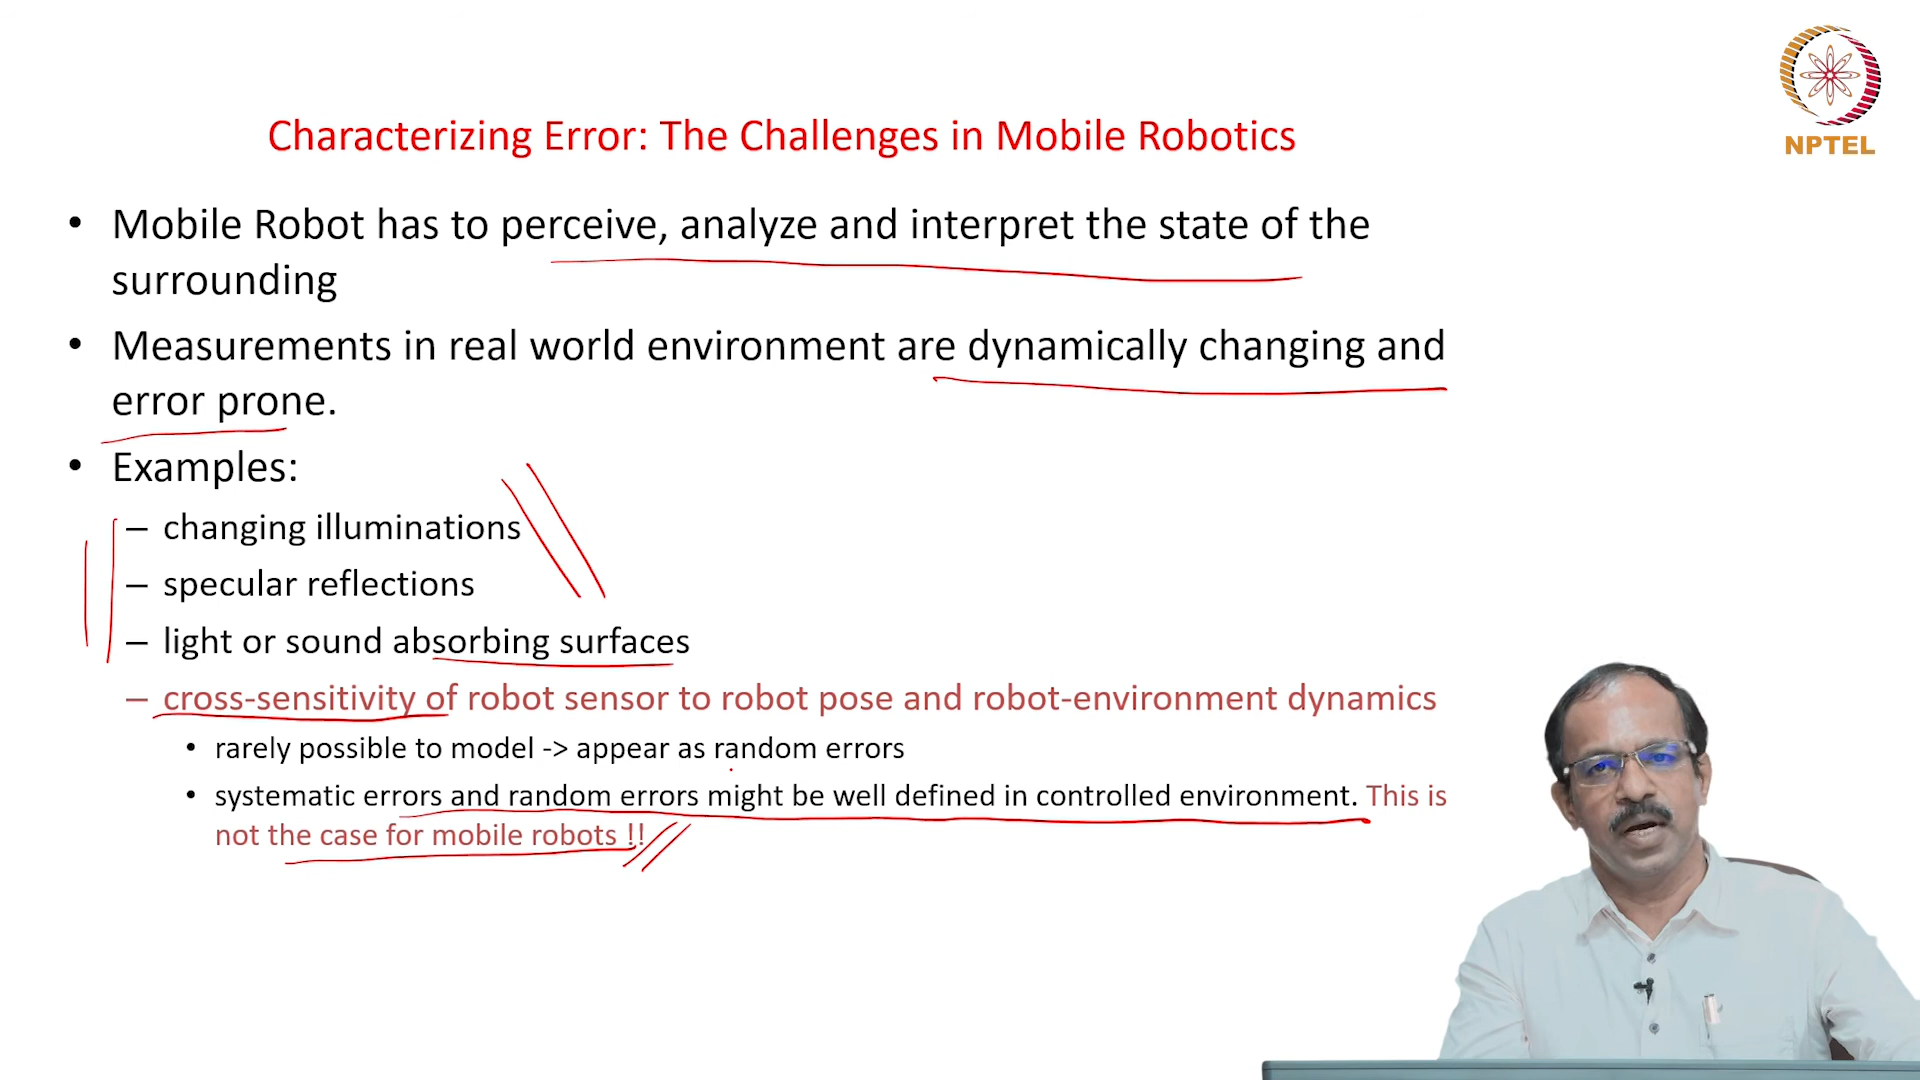 NPTEL
Characterizing Error: The Challenges in Mobile Robotics
• Mobile Robot has to perceive, analyze and interpret the state of the
surrounding
• Measurements in real world environment are dynamically changing and
error prone.
• Examples:
– changing illuminations
– specular reflections
– light or sound absorbing surfaces
– cross-sensitivity of robot sensor to robot pose and robot-environment dynamics
• rarely possible to model -> appear as random errors
• systematic errors and random errors might be well defined in controlled environment. This is
not the case for mobile robots !!